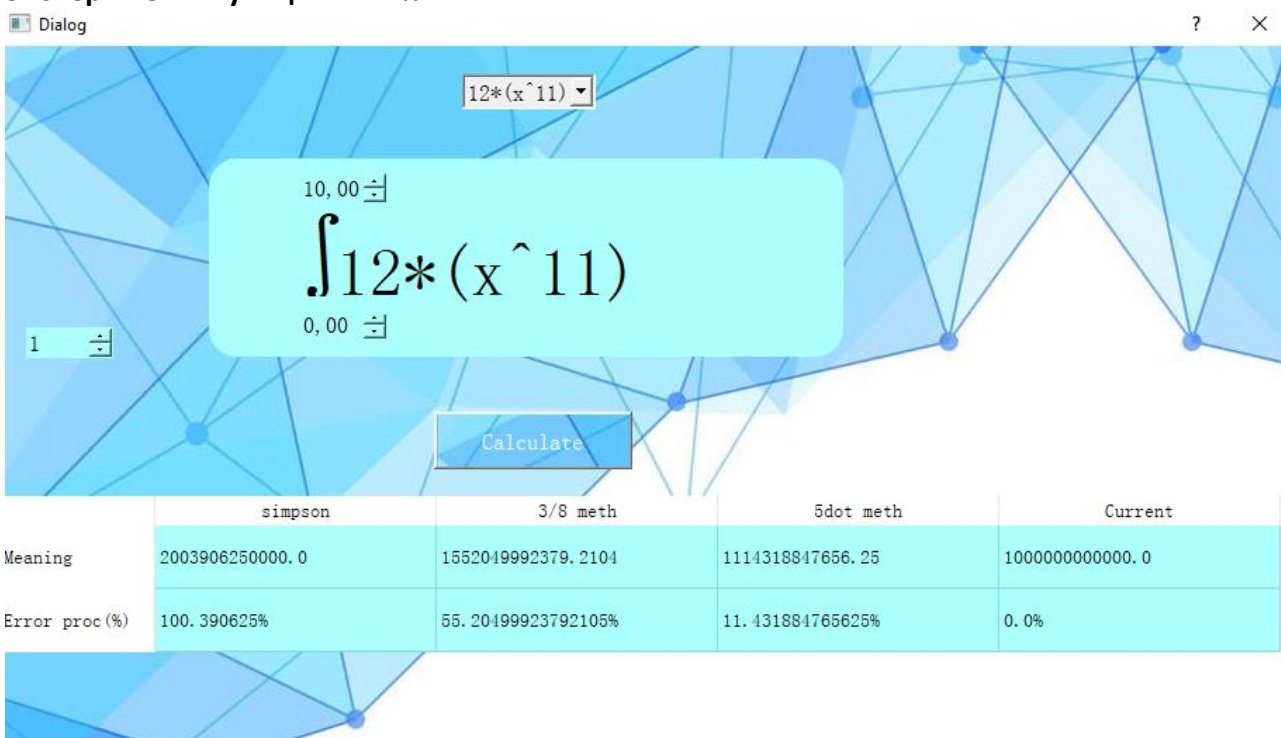 Dialog ? ×
12*(x^11)
10,00
∫12*(x^11)
0,00
1
Calculate
simpson 3/8 meth 5dot meth Current
Meaning 2003906250000.0 1552049992379.2104 1114318847656.25 1000000000000.0
Error proc(%) 100.390625% 55.20499923792105% 11.431884765625% 0.0%